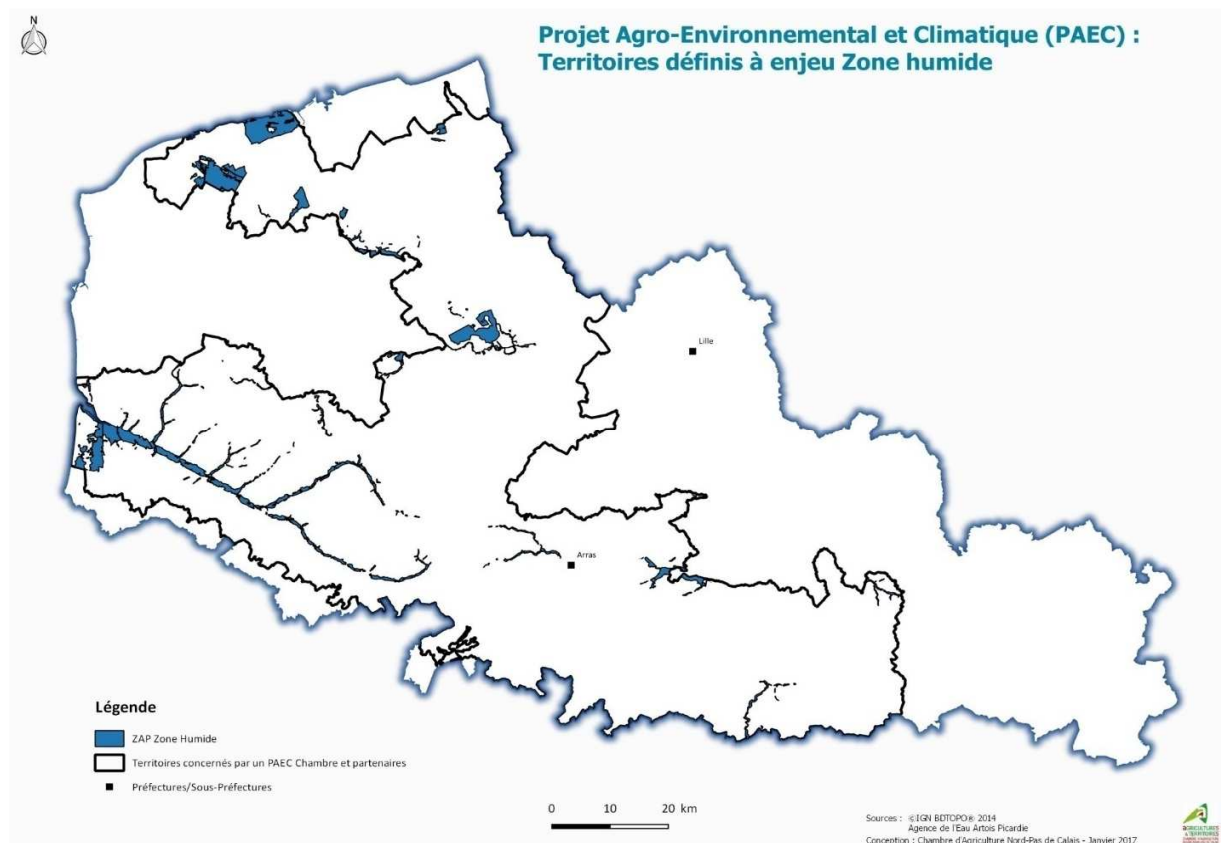 N
Projet Agro-Environnemental et Climatique (PAEC) :
Territoires définis à enjeu Zone humide
Lille
Arras
Légende
ZAP Zone Humide
Territoires concernés par un PAEC Chambre et partenaires
Préfectures/Sous-Préfectures
0 10 20 km
Sources : ©IGN BDTOPO® 2014
Agence de l'Eau Artois Picardie
Conception : Chambre d'Agriculture Nord-Pas de Calais - Janvier 2017
AGRICULTURES
& TERRITOIRES